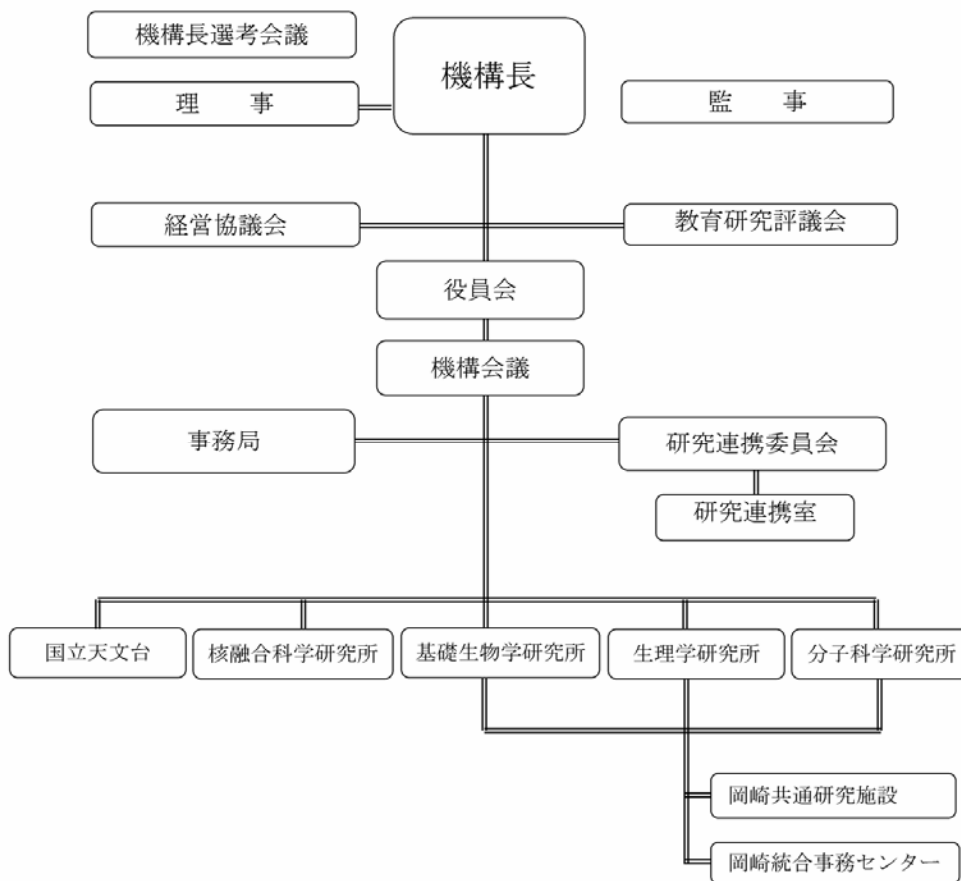 機構長選考会議
機構長
理　　事
監　　事
経営協議会
教育研究評議会
役員会
機構会議
事務局
研究連携委員会
研究連携室
国立天文台
核融合科学研究所
基礎生物学研究所
生理学研究所
分子科学研究所
岡崎共通研究施設
岡崎統合事務センター